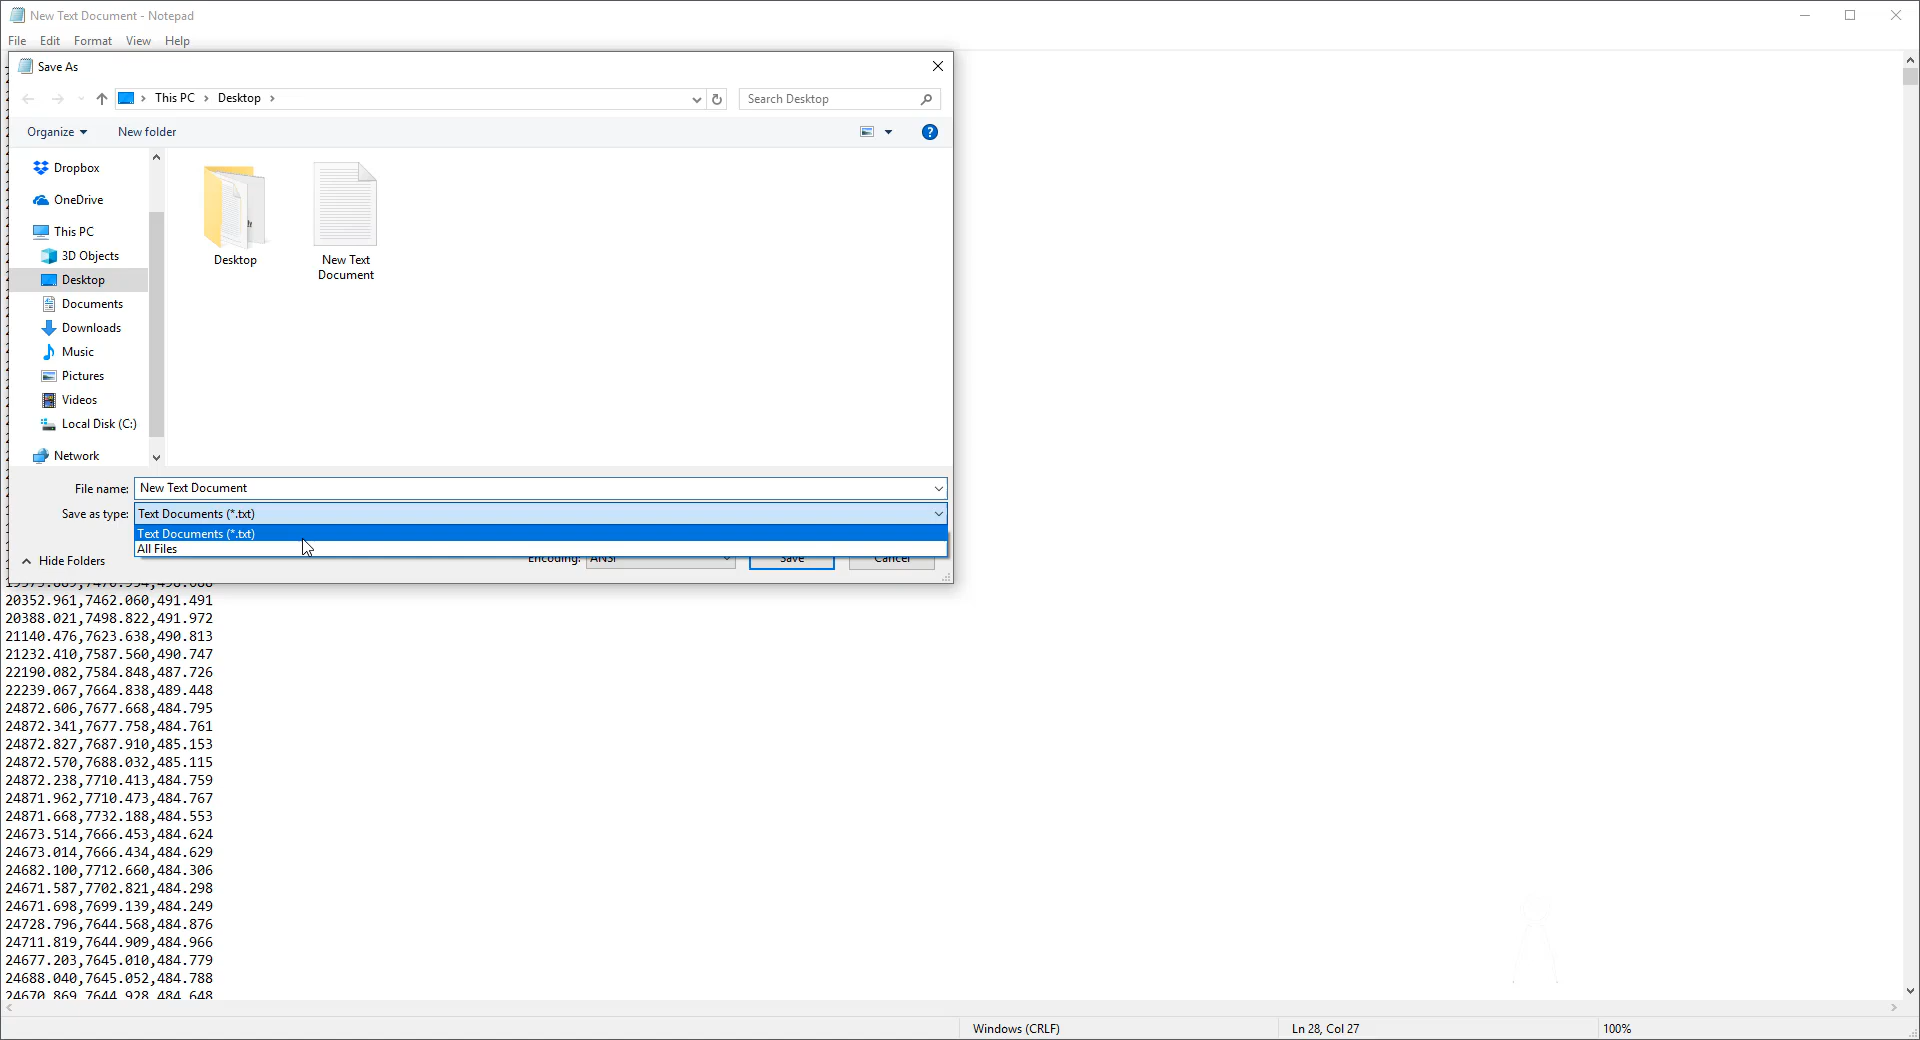 New Text Document - Notepad
File Edit Format View Help
Save As
This PC Desktop
Search Desktop
Organize New folder
Dropbox
OneDrive
This PC
3D Objects
Desktop
Documents
Downloads
Music
Pictures
Videos
Local Disk (C:)
Network
Desktop
New Text
Document
File name: New Text Document
Save as type: Text Documents (*.txt)
Text Documents (*.txt)
All Files
Hide Folders
Encoding: ANSI
Save
Cancel
20352.961,7462.060,491.491
20388.021,7498.822,491.972
21140.476,7623.638,490.813
21232.410,7587.560,490.747
22190.082,7584.848,487.726
22239.067,7664.838,489.448
24872.606,7677.668,484.795
24872.341,7677.758,484.761
24872.827,7687.910,485.153
24872.570,7688.032,485.115
24872.238,7710.413,484.759
24871.962,7710.473,484.767
24871.668,7732.188,484.553
24673.514,7666.453,484.624
24673.014,7666.434,484.629
24682.100,7712.660,484.306
24671.587,7702.821,484.298
24671.698,7699.139,484.249
24728.796,7644.568,484.876
24711.819,7644.909,484.966
24677.203,7645.010,484.779
24688.040,7645.052,484.788
24670.869,7644.928,484.648
Windows (CRLF)
Ln 28, Col 27
100%